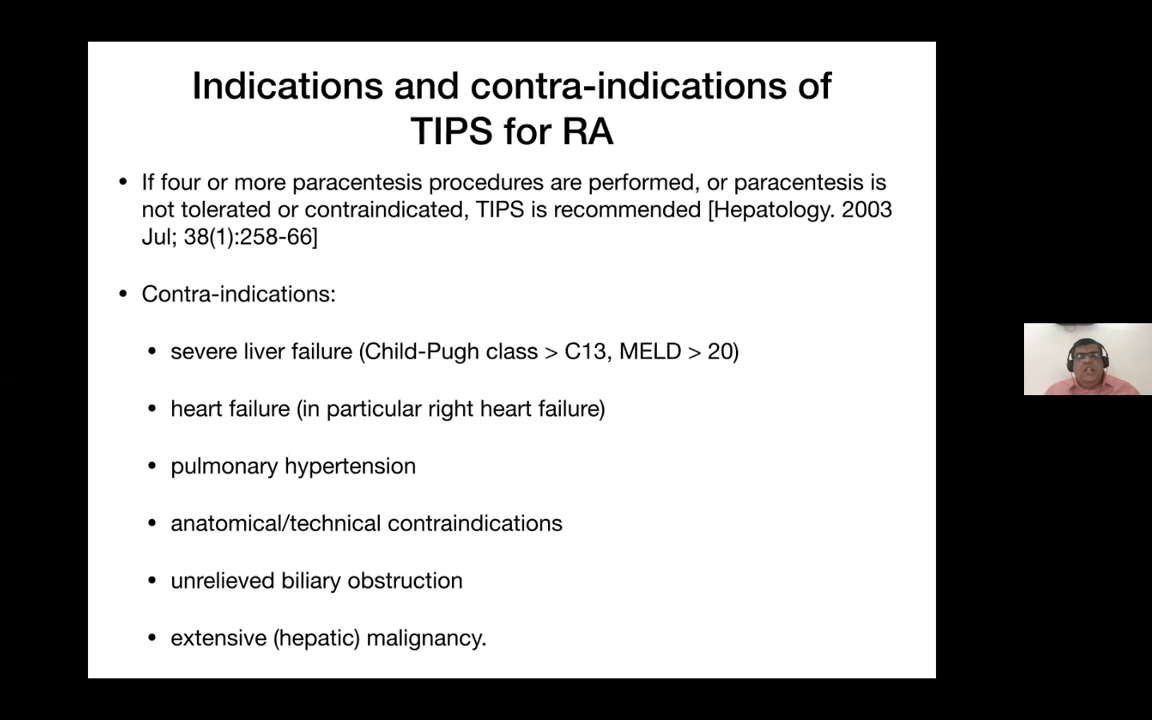 Indications and contra-indications of
TIPS for RA
• If four or more paracentesis procedures are performed, or paracentesis is
not tolerated or contraindicated, TIPS is recommended [Hepatology. 2003
Jul; 38(1):258-66]
• Contra-indications:
• severe liver failure (Child-Pugh class > C13, MELD > 20)
• heart failure (in particular right heart failure)
• pulmonary hypertension
• anatomical/technical contraindications
• unrelieved biliary obstruction
• extensive (hepatic) malignancy.